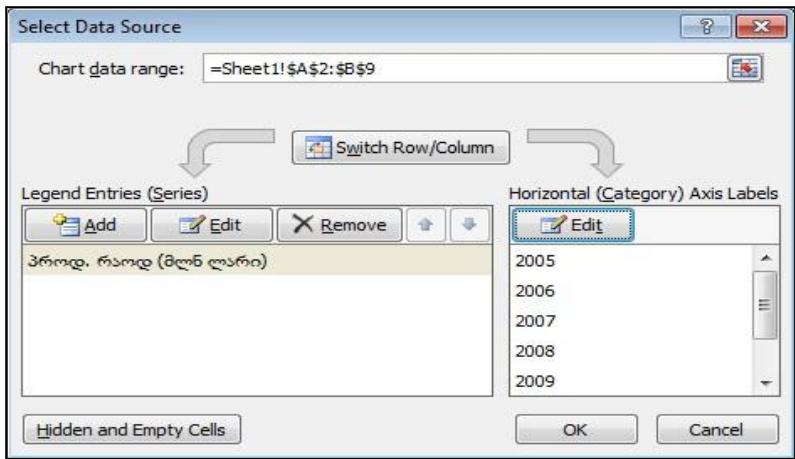 Select Data Source
Chart data range: =Sheet1!$A$2:$B$9
Switch Row/Column
Legend Entries (Series)
Add Edit Remove
პროდ. რაოდ (მლნ ლარი)
Horizontal (Category) Axis Labels
Edit
2005
2006
2007
2008
2009
Hidden and Empty Cells
OK Cancel